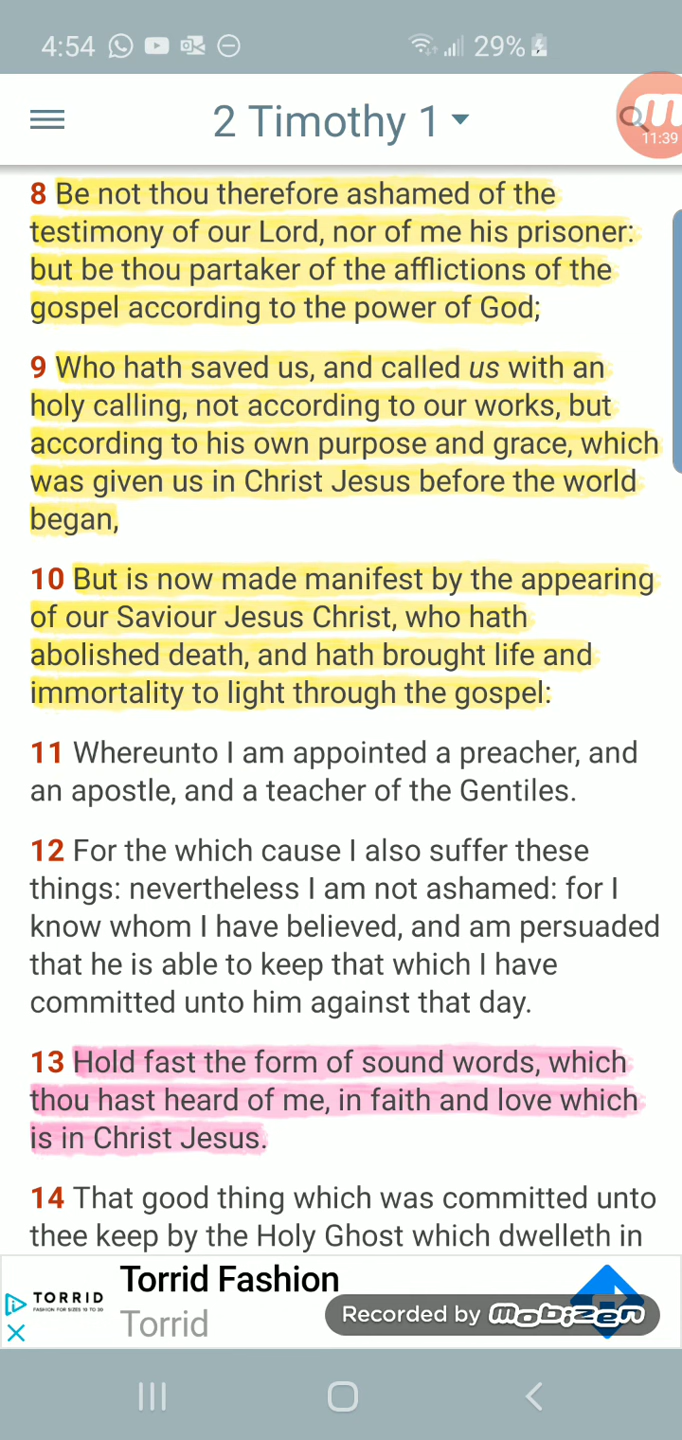 4:54 29%
2 Timothy 1
11:39
8 Be not thou therefore ashamed of the
testimony of our Lord, nor of me his prisoner:
but be thou partaker of the afflictions of the
gospel according to the power of God;
9 Who hath saved us, and called us with an
holy calling, not according to our works, but
according to his own purpose and grace, which
was given us in Christ Jesus before the world
began,
10 But is now made manifest by the appearing
of our Saviour Jesus Christ, who hath
abolished death, and hath brought life and
immortality to light through the gospel:
11 Whereunto I am appointed a preacher, and
an apostle, and a teacher of the Gentiles.
12 For the which cause I also suffer these
things: nevertheless I am not ashamed: for I
know whom I have believed, and am persuaded
that he is able to keep that which I have
committed unto him against that day.
13 Hold fast the form of sound words, which
thou hast heard of me, in faith and love which
is in Christ Jesus.
14 That good thing which was committed unto
thee keep by the Holy Ghost which dwelleth in
TORRID
FASHION FOR SIZES 10 TO 30
Torrid Fashion
Torrid
Recorded by mobizen